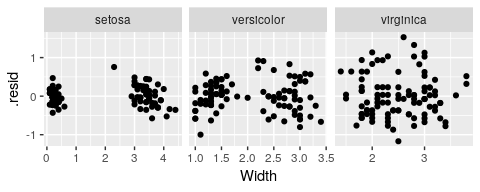 setosa versicolor virginica
.resid
1
0
-1
0 1 2 3 4 1.0 1.5 2.0 2.5 3.0 3.5 2 3
Width